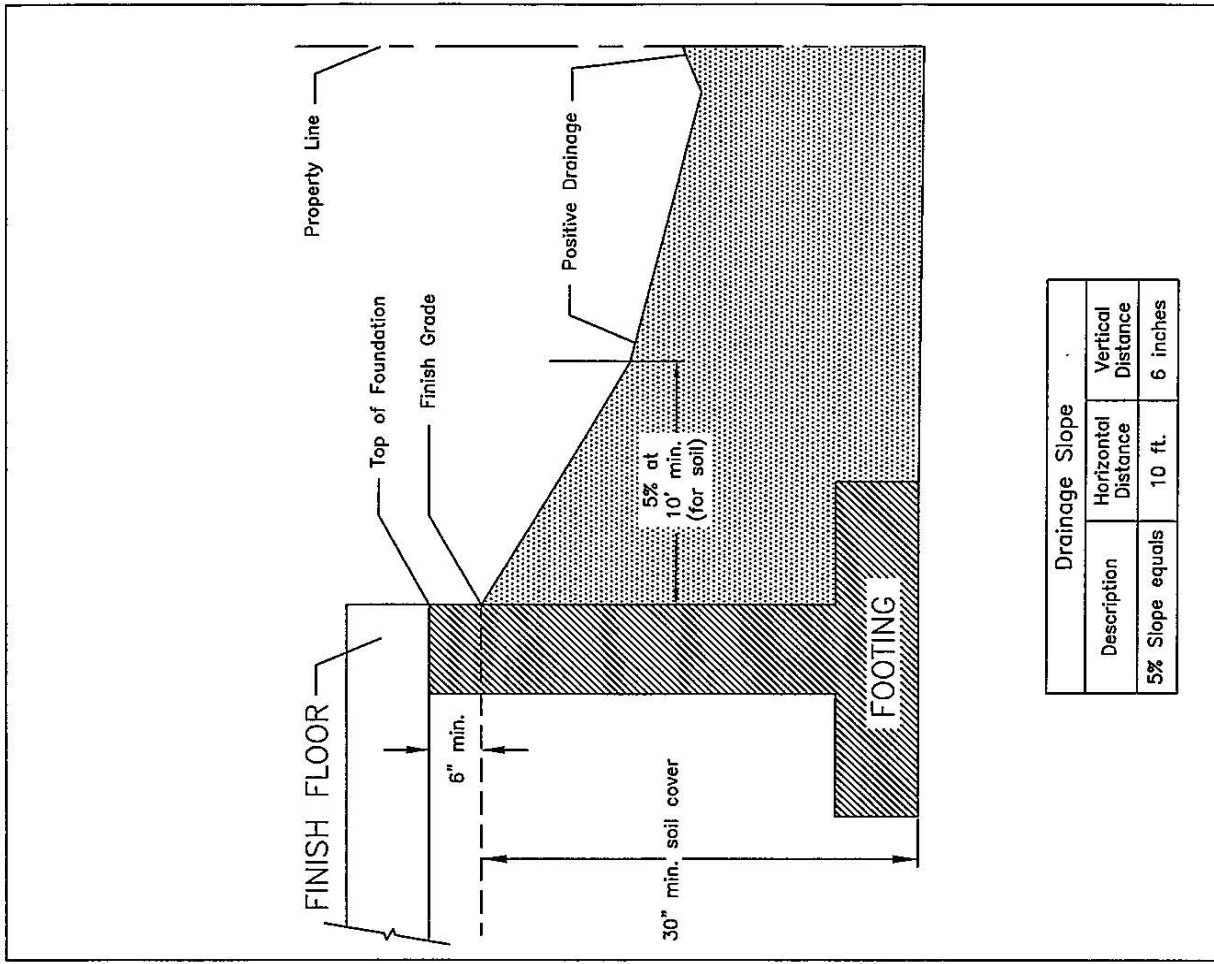 Property Line
Top of Foundation
Finish Grade
Positive Drainage
FINISH FLOOR
6" min.
5% at
10' min.
(for soil)
30" min. soil cover
FOOTING
Drainage Slope
Description
Horizontal
Distance
Vertical
Distance
5% Slope equals
10 ft.
6 inches